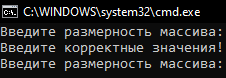 C:\WINDOWS\system32\cmd.exe
Введите размерность массива:
Введите корректные значения!
Введите размерность массива: